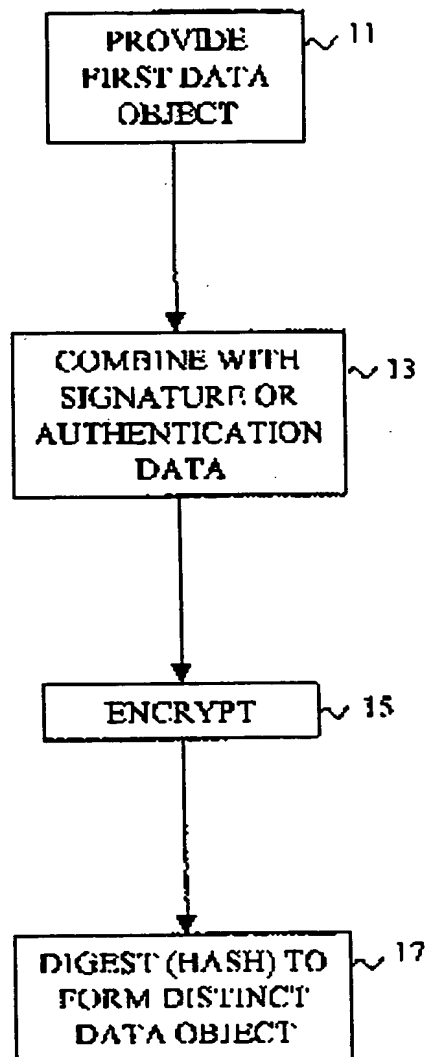 PROVIDE
FIRST DATA
OBJECT
11
COMBINE WITH
SIGNATURE OR
AUTHENTICATION
DATA
13
ENCRYPT
15
DIGEST (HASH) TO
FORM DISTINCT
DATA OBJECT
17